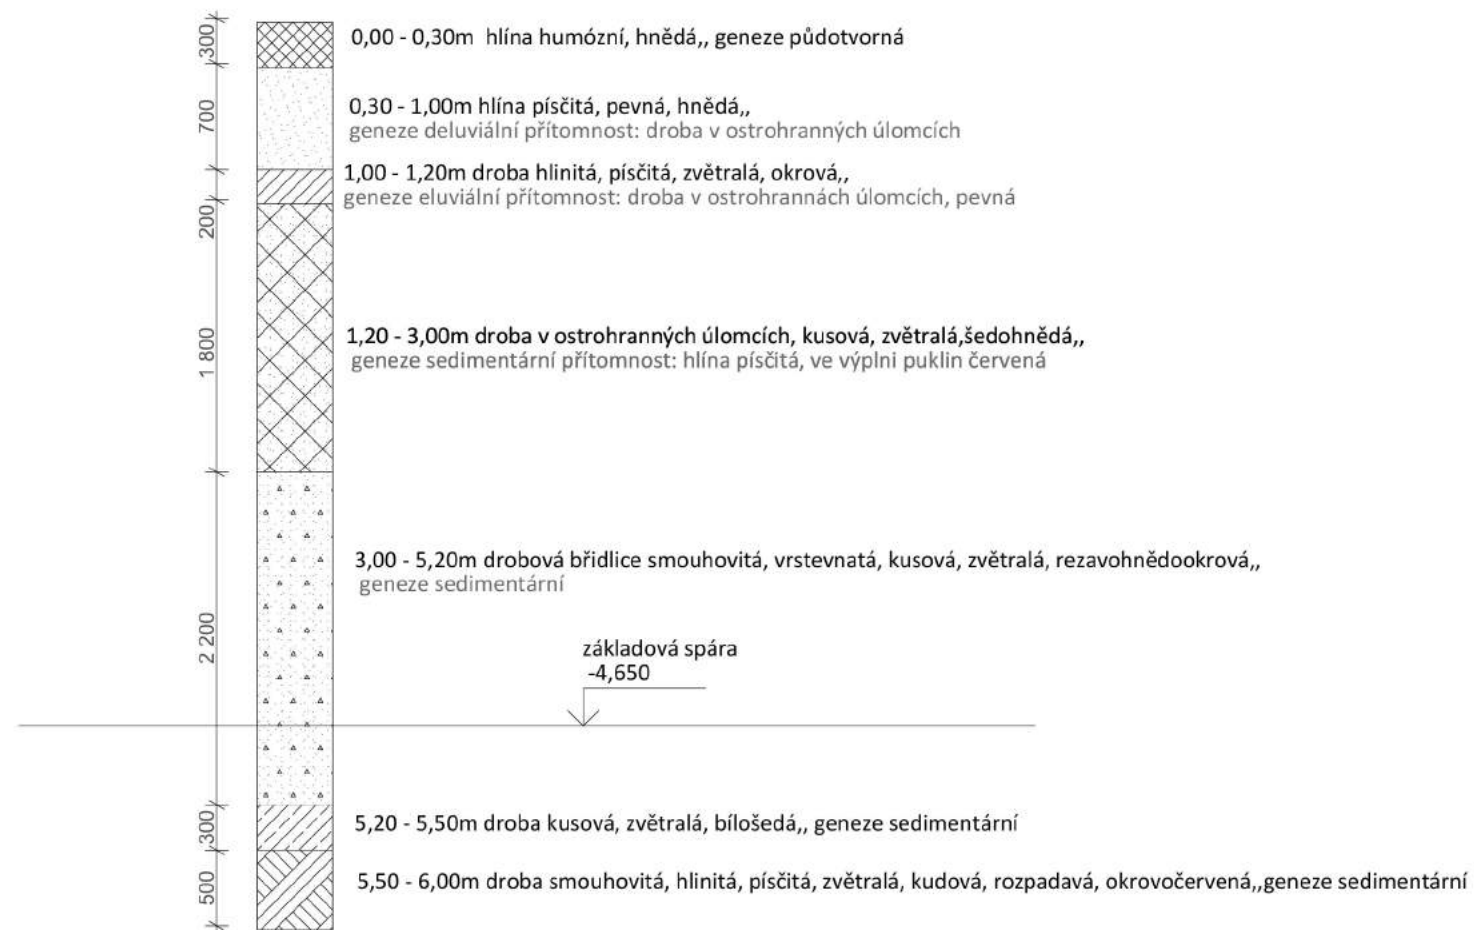 300
0,00 - 0,30m hlína humózní, hnědá,, geneze půdotvorná
700
0,30 - 1,00m hlína písčitá, pevná, hnědá,,
geneze deluviální přítomnost: droba v ostrohranných úlomcích
200
1,00 - 1,20m droba hlinitá, písčitá, zvětralá, okrová,,
geneze eluviální přítomnost: droba v ostrohrannách úlomcích, pevná
1 800
1,20 - 3,00m droba v ostrohranných úlomcích, kusová, zvětralá,šedohnědá,,
geneze sedimentární přítomnost: hlína písčitá, ve výplni puklin červená
2 200
3,00 - 5,20m drobová břidlice smouhovitá, vrstevnatá, kusová, zvětralá, rezavohnědookrová,,
geneze sedimentární
základová spára
-4,650
300
5,20 - 5,50m droba kusová, zvětralá, bílošedá,, geneze sedimentární
500
5,50 - 6,00m droba smouhovitá, hlinitá, písčitá, zvětralá, kudová, rozpadavá, okrovočervená,,geneze sedimentární